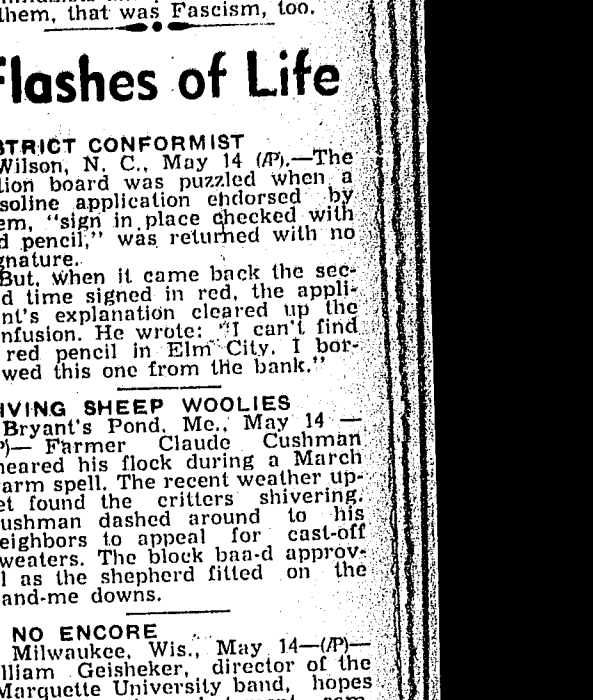 them, that was Fascism, too.
Flashes of Life
STRICT CONFORMIST
Wilson, N. C., May 14 (AP).—The
tion board was puzzled when a
soline application endorsed by
em, "sign in place checked with
d pencil," was returned with no
gnature.
But, when it came back the sec-
d time signed in red, the appli-
nt's explanation cleared up the
nfusion. He wrote: "I can't find
red pencil in Elm City. I bor-
wed this one from the bank."
IVING SHEEP WOOLIES
Bryant's Pond, Me., May 14 —
P)— Farmer Claude Cushman
heared his flock during a March
arm spell. The recent weather up-
et found the critters shivering.
ushman dashed around to his
eighbors to appeal for cast-off
weaters. The block baa-d approv-
l as the shepherd fitted on the
and-me downs.
NO ENCORE
Milwaukee, Wis., May 14—(AP)—
lliam Geisheker, director of the
Marquette University band, hopes